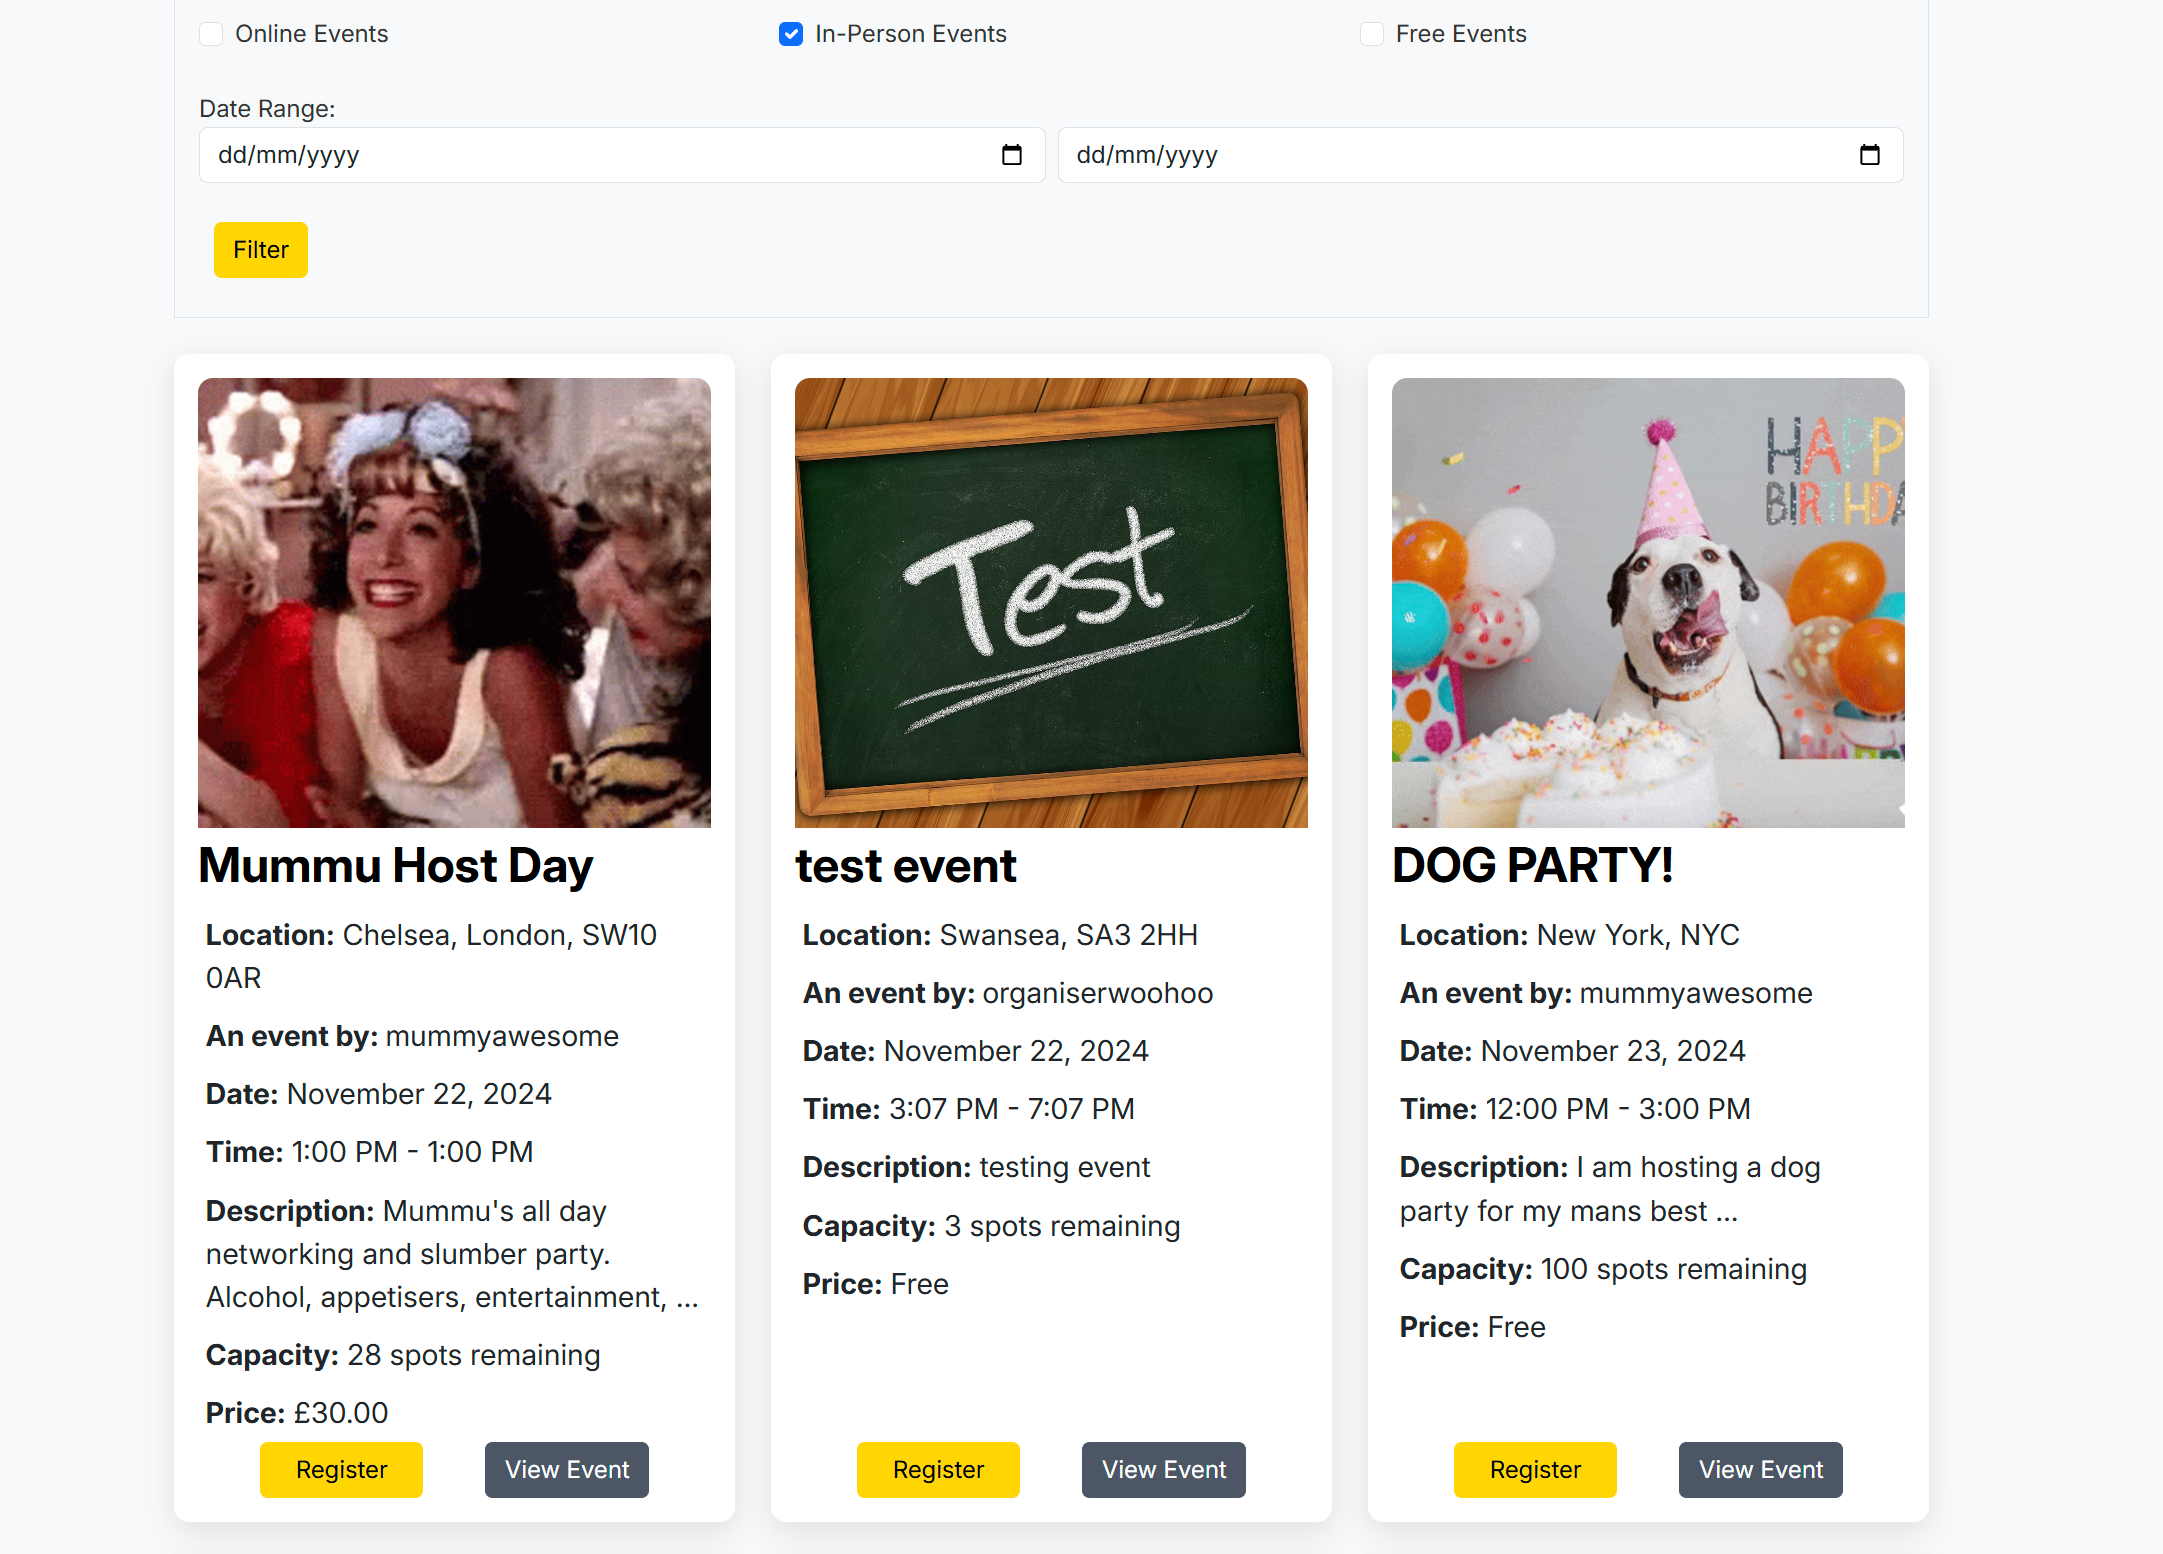 Online Events
In-Person Events
Free Events
Date Range:
dd/mm/yyyy
dd/mm/yyyy
Filter
Test
HAPPY
BIRTHDA
Mummu Host Day
Location: Chelsea, London, SW10
0AR
An event by: mummyawesome
Date: November 22, 2024
Time: 1:00 PM - 1:00 PM
Description: Mummu's all day
networking and slumber party.
Alcohol, appetisers, entertainment, ...
Capacity: 28 spots remaining
Price: £30.00
Register
View Event
test event
Location: Swansea, SA3 2HH
An event by: organiserwoohoo
Date: November 22, 2024
Time: 3:07 PM - 7:07 PM
Description: testing event
Capacity: 3 spots remaining
Price: Free
Register
View Event
DOG PARTY!
Location: New York, NYC
An event by: mummyawesome
Date: November 23, 2024
Time: 12:00 PM - 3:00 PM
Description: I am hosting a dog
party for my mans best ...
Capacity: 100 spots remaining
Price: Free
Register
View Event